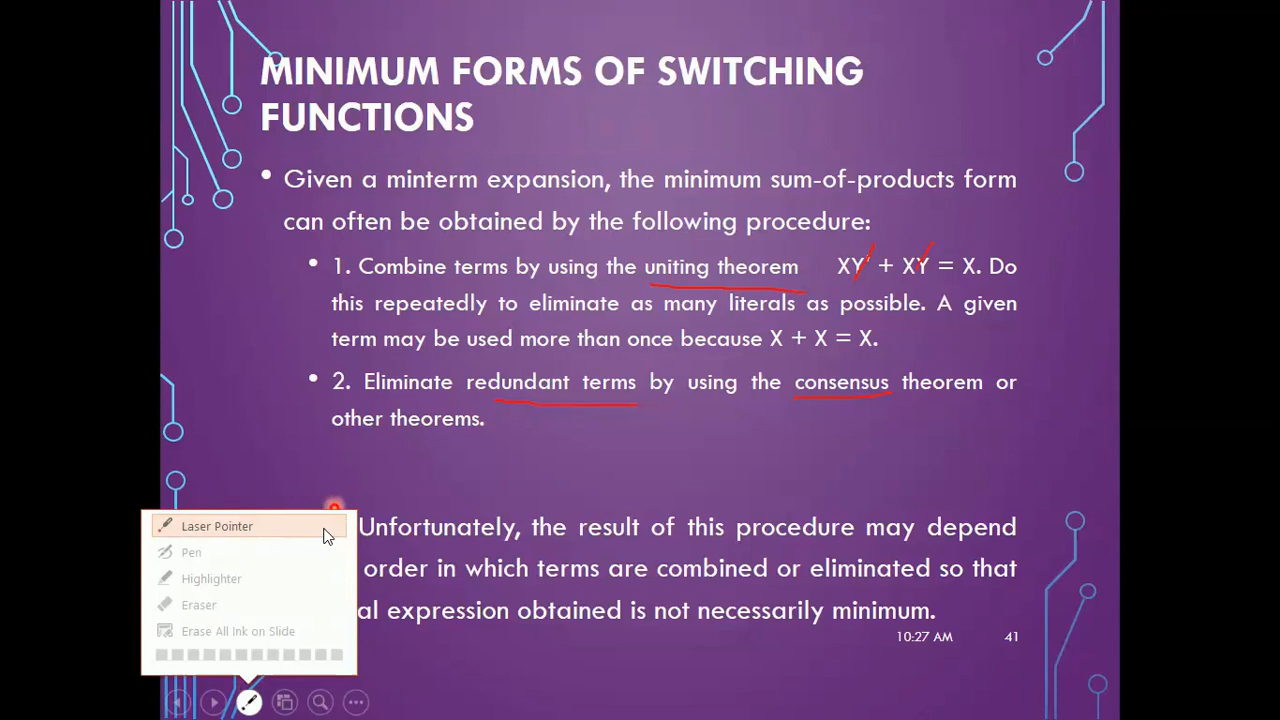 MINIMUM FORMS OF SWITCHING
FUNCTIONS
• Given a minterm expansion, the minimum sum-of-products form
can often be obtained by the following procedure:
• 1. Combine terms by using the uniting theorem XY' + XY = X. Do
this repeatedly to eliminate as many literals as possible. A given
term may be used more than once because X + X = X.
• 2. Eliminate redundant terms by using the consensus theorem or
other theorems.
Unfortunately, the result of this procedure may depend
order in which terms are combined or eliminated so that
al expression obtained is not necessarily minimum.
10:27 AM 41
Laser Pointer
Pen
Highlighter
Eraser
Erase All Ink on Slide